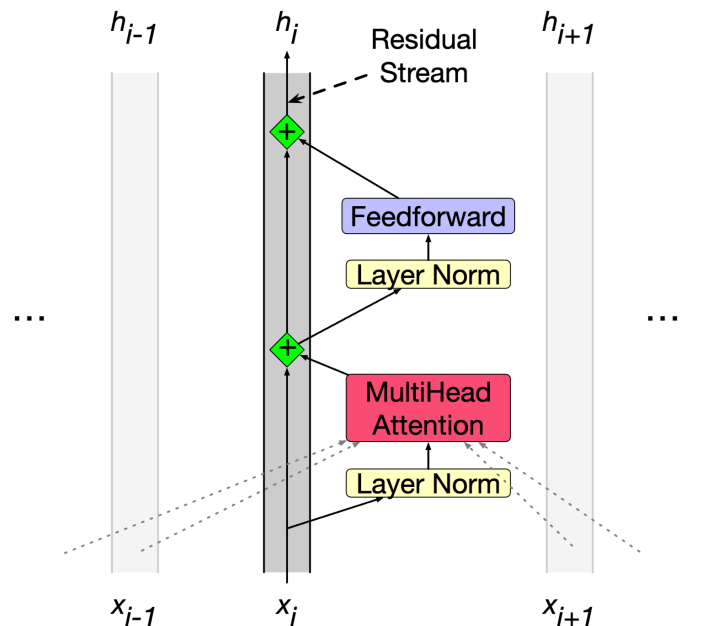 h_{i-1} h_i h_{i+1}
Residual
Stream
+
Feedforward
Layer Norm
... ...
+
MultiHead
Attention
Layer Norm
x_{i-1} x_i x_{i+1}